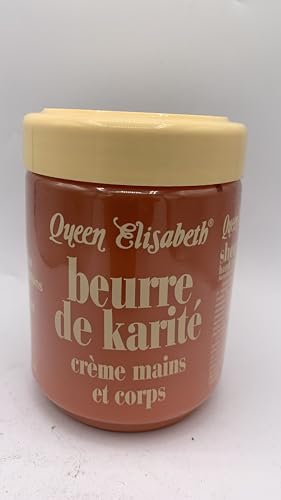 Queen Elisabeth®
beurre
de karité
crème mains
et corps